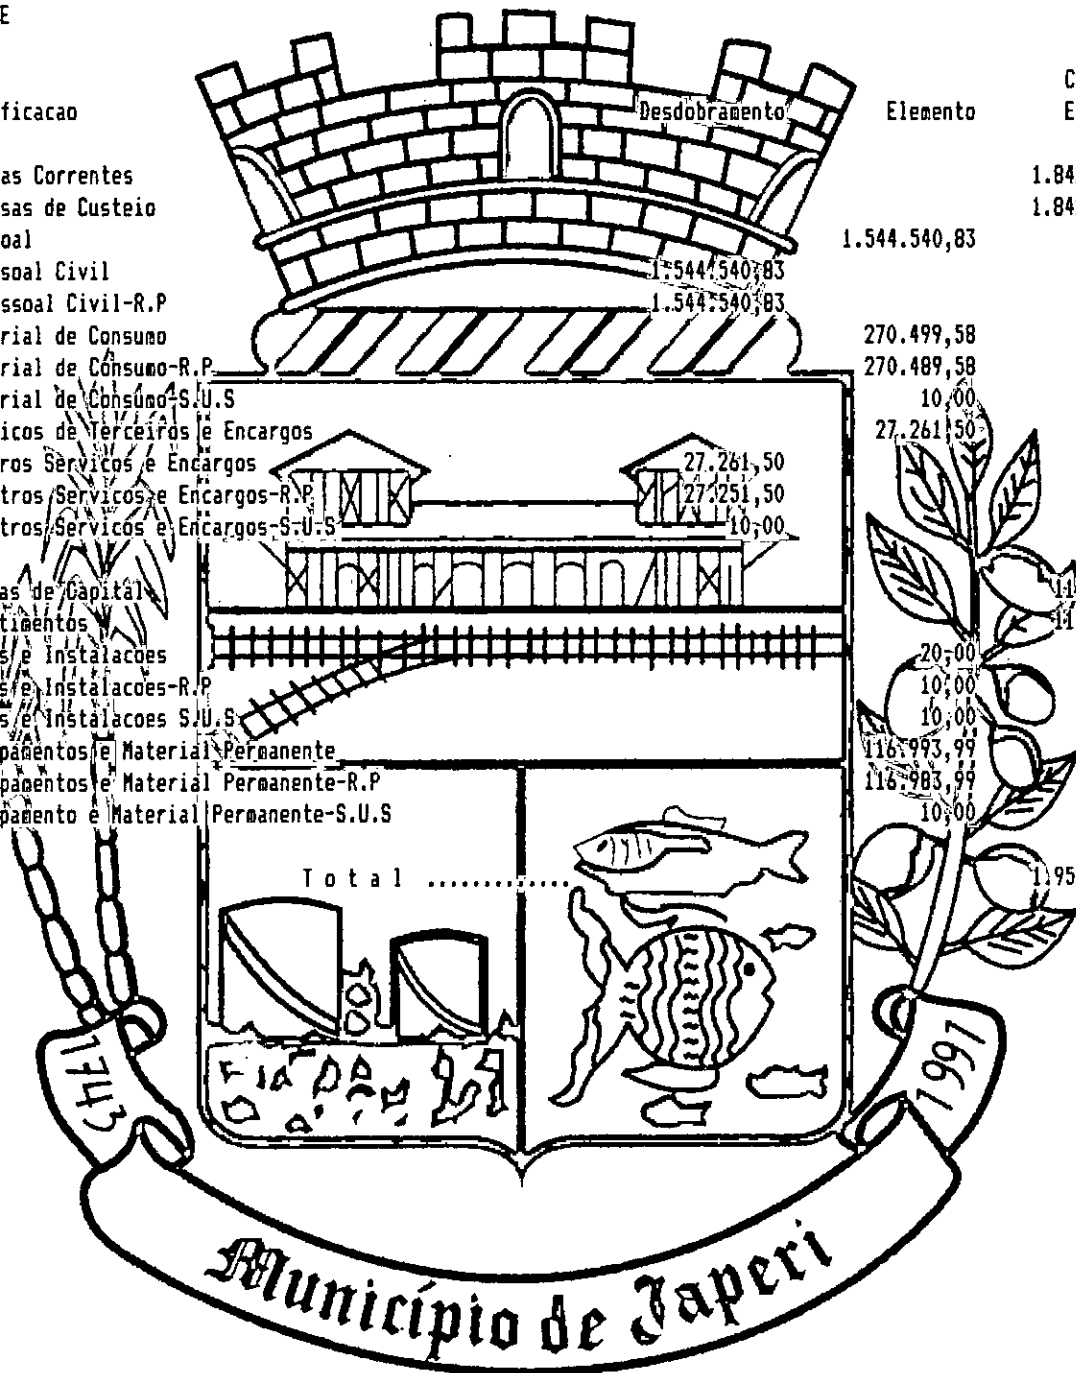 E
C
ficacao Desdobramento Elemento E
as Correntes 1.84
sas de Custeio 1.84
oal 1.544.540,83
soal Civil 1.544.540,83
ssoal Civil-R.P 1.544.540,83
rial de Consumo 270.499,58
rial de Consumo-R.P 270.489,58
rial de Consumo-S.U.S 10,00
icos de Terceiros e Encargos 27.261,50
ros Servicos e Encargos 27.261,50
tros Servicos e Encargos-R.P 27.251,50
tros Servicos e Encargos-S.U.S 10,00
as de Capital 11
timentos 11
s e Instalacoes 20,00
s e Instalacoes-R.P 10,00
s e Instalacoes S.U.S 10,00
pamentos e Material Permanente 116.993,99
pamentos e Material Permanente-R.P 116.983,99
pamento e Material Permanente-S.U.S 10,00
Total .............. 1.95
1743
1991
Município de Japeri